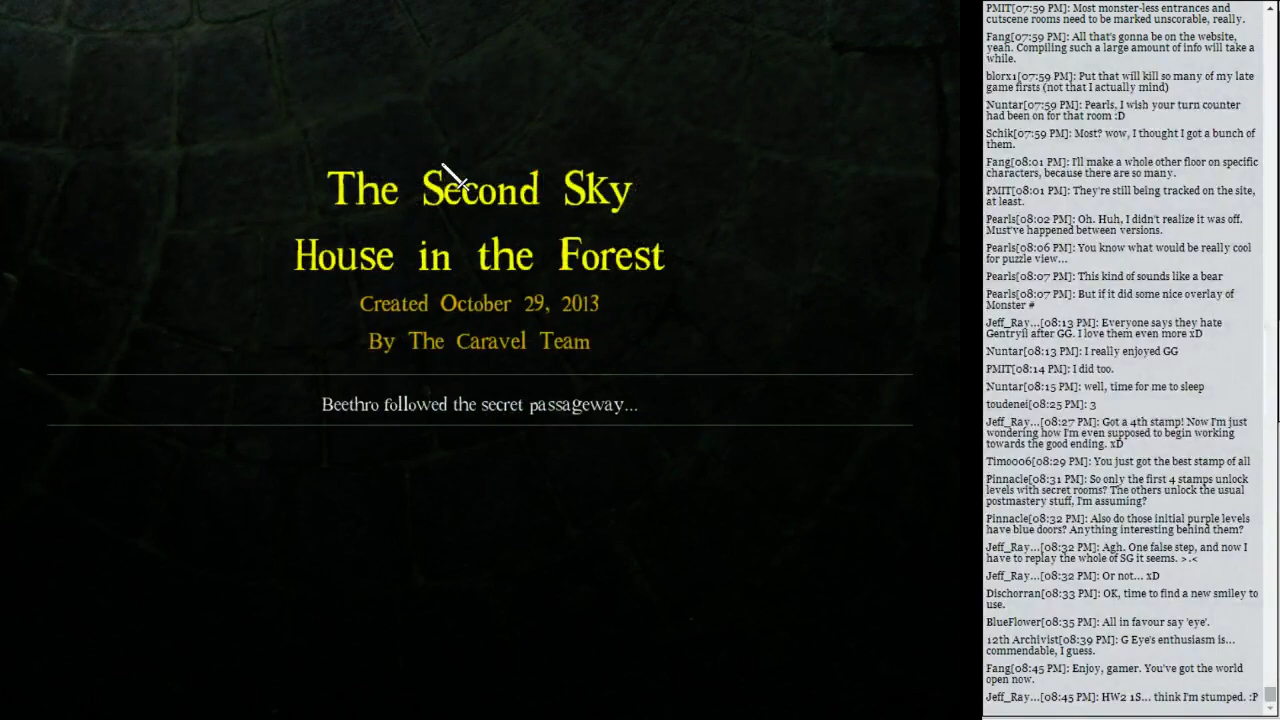 The Second Sky
House in the Forest
Created October 29, 2013
By The Caravel Team
Beethro followed the secret passageway...
PMIT[07:59 PM]: Most monster-less entrances and
cutscene rooms need to be marked unscorable, really.
Fang[07:59 PM]: All that's gonna be on the website,
yeah. Compiling such a large amount of info will take a
while.
blorx1[07:59 PM]: Put that will kill so many of my late
game firsts (not that I actually mind)
Nuntar[07:59 PM]: Pearls, I wish your turn counter
had been on for that room :D
Schik[07:59 PM]: Most? wow, I thought I got a bunch of
them.
Fang[08:01 PM]: I'll make a whole other floor on specific
characters, because there are so many.
PMIT[08:01 PM]: They're still being tracked on the site,
at least.
Pearls[08:02 PM]: Oh. Huh, I didn't realize it was off.
Must've happened between versions.
Pearls[08:06 PM]: You know what would be really cool
for puzzle view...
Pearls[08:07 PM]: This kind of sounds like a bear
Pearls[08:07 PM]: But if it did some nice overlay of
Monster #
Jeff_Ray...[08:13 PM]: Everyone says they hate
Gentryii after GG. I love them even more xD
Nuntar[08:13 PM]: I really enjoyed GG
PMIT[08:14 PM]: I did too.
Nuntar[08:15 PM]: well, time for me to sleep
toudenei[08:25 PM]: 3
Jeff_Ray...[08:27 PM]: Got a 4th stamp! Now I'm just
wondering how I'm even supposed to begin working
towards the good ending. xD
Timo006[08:29 PM]: You just got the best stamp of all
Pinnacle[08:31 PM]: So only the first 4 stamps unlock
levels with secret rooms? The others unlock the usual
postmastery stuff, I'm assuming?
Pinnacle[08:32 PM]: Also do those initial purple levels
have blue doors? Anything interesting behind them?
Jeff_Ray...[08:32 PM]: Agh. One false step, and now I
have to replay the whole of SG it seems. >.<
Jeff_Ray...[08:32 PM]: Or not... xD
Dischorran[08:33 PM]: OK, time to find a new smiley to
use.
BlueFlower[08:35 PM]: All in favour say 'eye'.
12th Archivist[08:39 PM]: G Eye's enthusiasm is...
commendable, I guess.
Fang[08:45 PM]: Enjoy, gamer. You've got the world
open now.
Jeff_Ray...[08:45 PM]: HW2 1S... think I'm stumped. :P